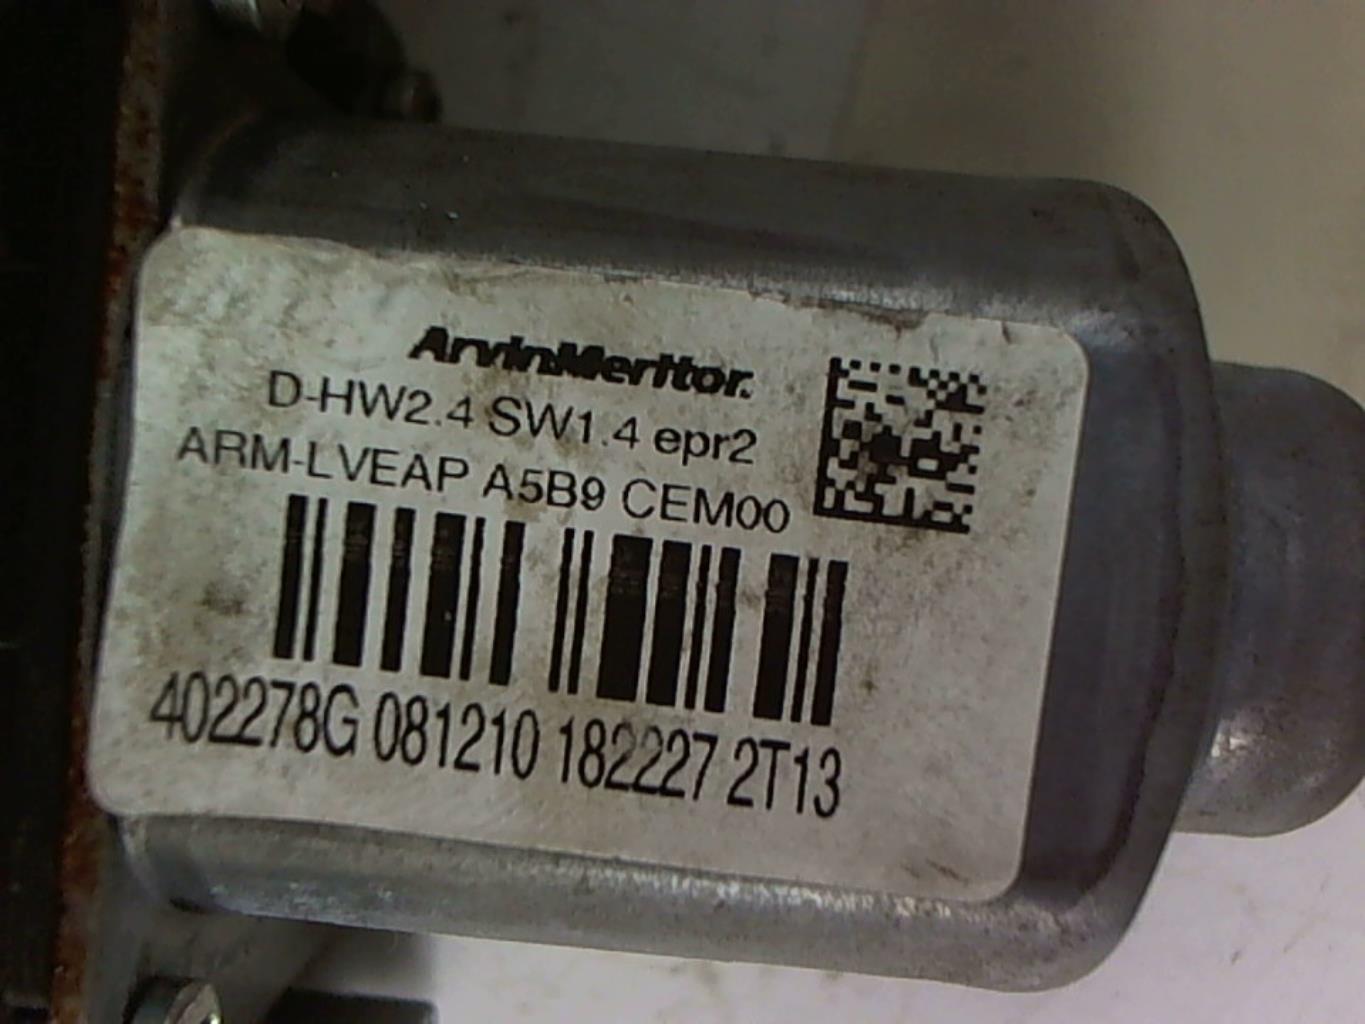 ArvinMeritor.
D-HW2.4 SW1.4 epr2
ARM-LVEAP A5B9 CEM00
402278G 081210 182227 2T13